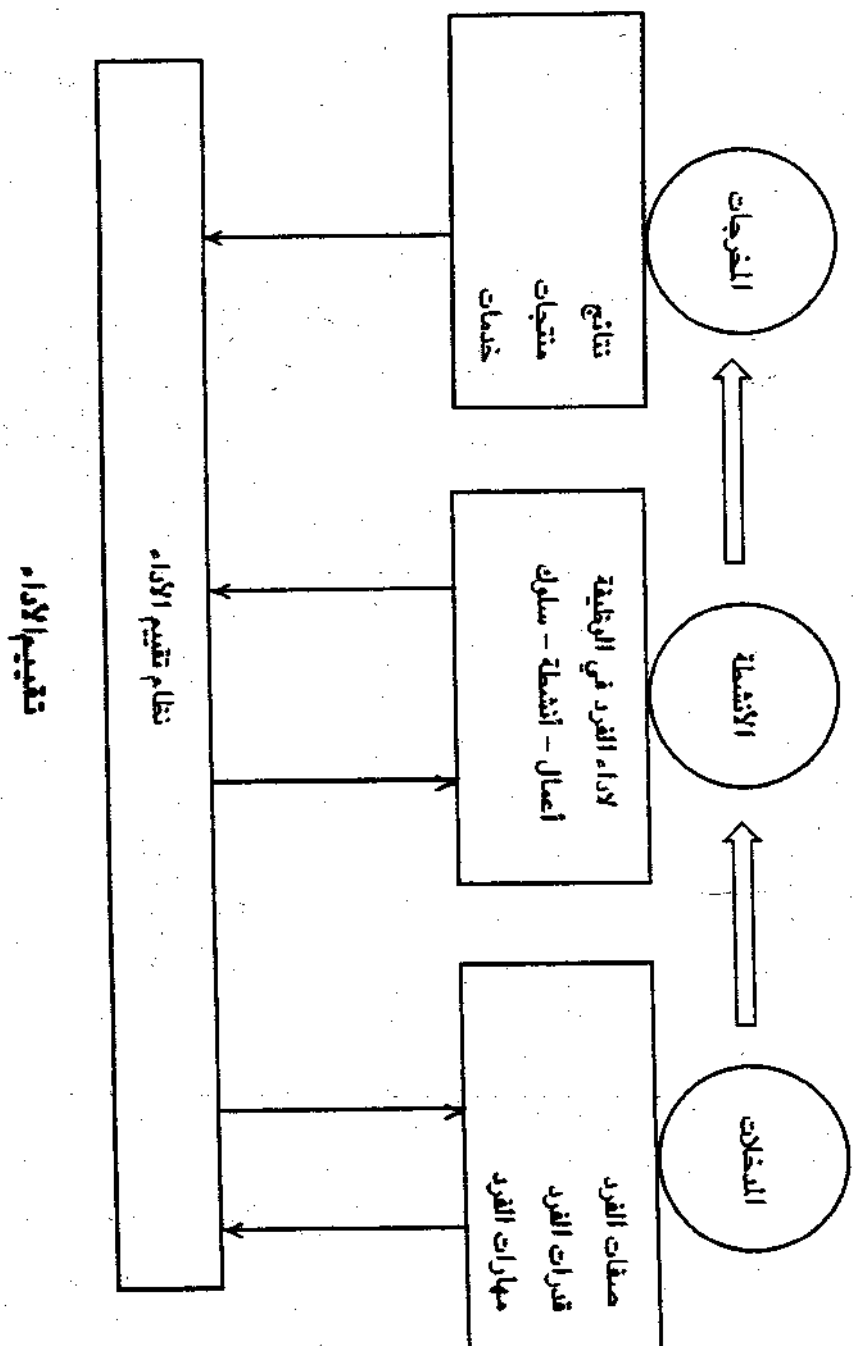 المدخلات
الأنشطة
المخرجات
صفات الفرد
قدرات الفرد
مهارات الفرد
لاداء الفرد في الوظيفة
أعمال - أنشطة - سلوك
نتائج
منتجات
خدمات
نظام تقييم الأداء
تقييم الأداء